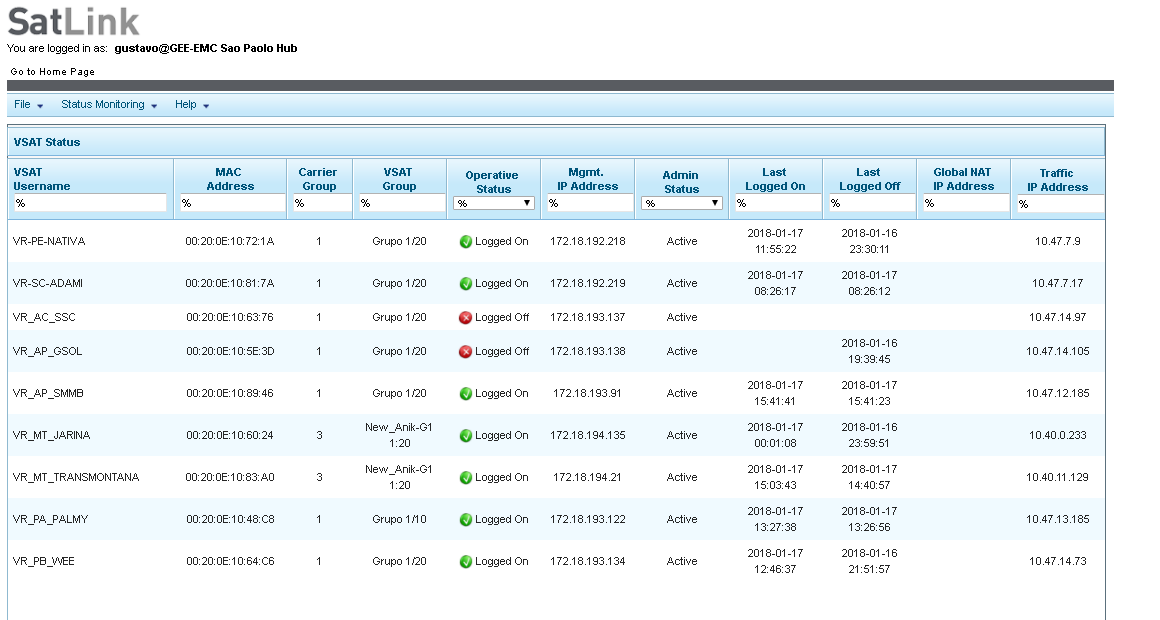 SatLink
You are logged in as: gustavo@GEE-EMC Sao Paolo Hub
Go to Home Page
File Status Monitoring Help
VSAT Status
VSAT Username MAC Address Carrier Group VSAT Group Operative Status Mgmt. IP Address Admin Status Last Logged On Last Logged Off Global NAT IP Address Traffic IP Address
% % % % % % % % % % %
VR-PE-NATIVA 00:20:0E:10:72:1A 1 Grupo 1/20 Logged On 172.18.192.218 Active 2018-01-17 11:55:22 2018-01-16 23:30:11 10.47.7.9
VR-SC-ADAMI 00:20:0E:10:81:7A 1 Grupo 1/20 Logged On 172.18.192.219 Active 2018-01-17 08:26:17 2018-01-17 08:26:12 10.47.7.17
VR_AC_SSC 00:20:0E:10:63:76 1 Grupo 1/20 Logged Off 172.18.193.137 Active 10.47.14.97
VR_AP_GSOL 00:20:0E:10:5E:3D 1 Grupo 1/20 Logged Off 172.18.193.138 Active 2018-01-16 19:39:45 10.47.14.105
VR_AP_SMMB 00:20:0E:10:89:46 1 Grupo 1/20 Logged On 172.18.193.91 Active 2018-01-17 15:41:41 2018-01-17 15:41:23 10.47.12.185
VR_MT_JARINA 00:20:0E:10:60:24 3 New_Anik-G1 1:20 Logged On 172.18.194.135 Active 2018-01-17 00:01:08 2018-01-16 23:59:51 10.40.0.233
VR_MT_TRANSMONTANA 00:20:0E:10:83:A0 3 New_Anik-G1 1:20 Logged On 172.18.194.21 Active 2018-01-17 15:03:43 2018-01-17 14:40:57 10.40.11.129
VR_PA_PALMY 00:20:0E:10:48:C8 1 Grupo 1/10 Logged On 172.18.193.122 Active 2018-01-17 13:27:38 2018-01-17 13:26:56 10.47.13.185
VR_PB_WEE 00:20:0E:10:64:C6 1 Grupo 1/20 Logged On 172.18.193.134 Active 2018-01-17 12:46:37 2018-01-16 21:51:57 10.47.14.73